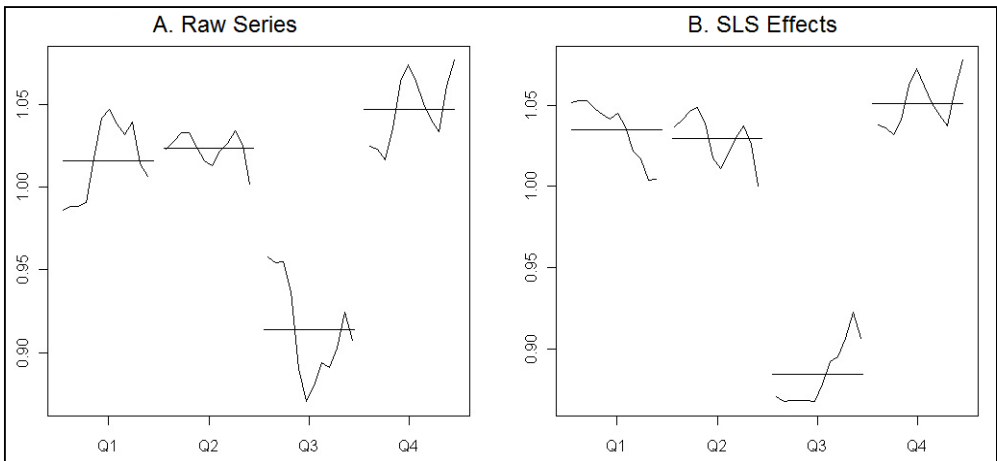 A. Raw Series
B. SLS Effects
1.05
1.00
0.95
0.90
Q1 Q2 Q3 Q4
1.05
1.00
0.95
0.90
Q1 Q2 Q3 Q4